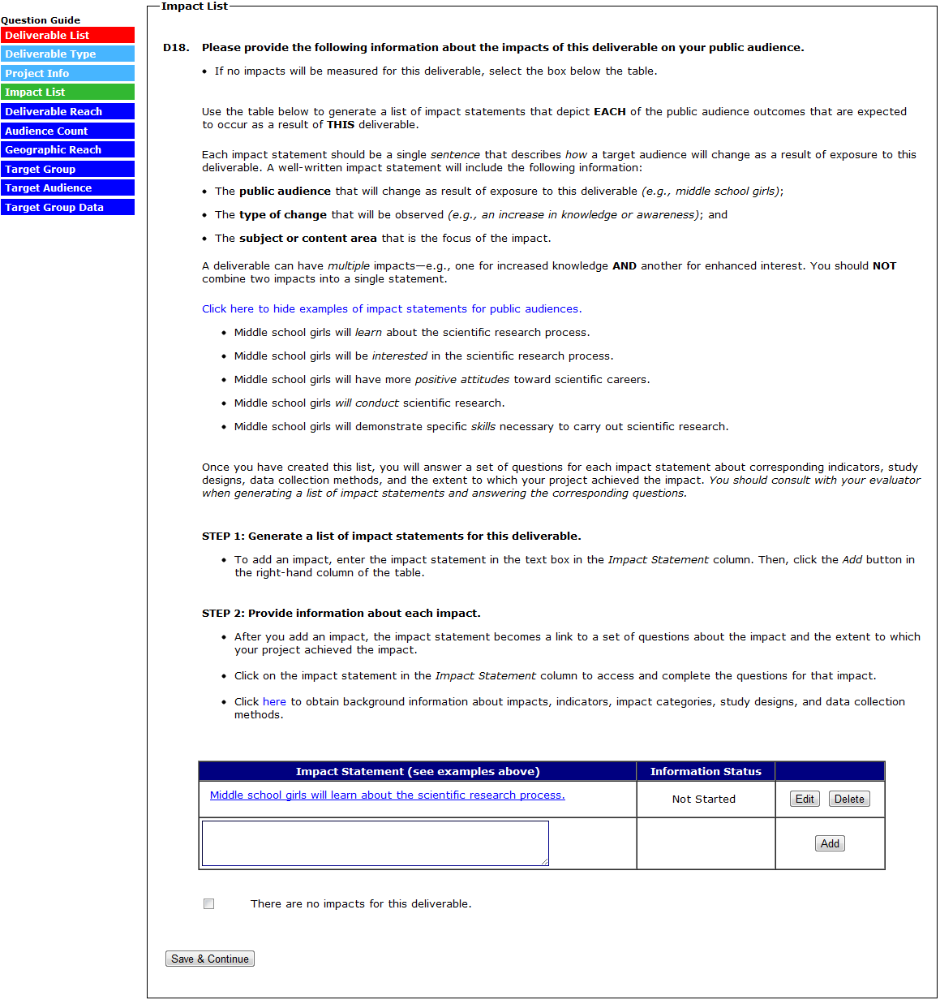 Question Guide
Deliverable List
Deliverable Type
Project Info
Impact List
Deliverable Reach
Audience Count
Geographic Reach
Target Group
Target Audience
Target Group Data
Impact List
D18. Please provide the following information about the impacts of this deliverable on your public audience.
• If no impacts will be measured for this deliverable, select the box below the table.
Use the table below to generate a list of impact statements that depict EACH of the public audience outcomes that are expected
to occur as a result of THIS deliverable.
Each impact statement should be a single sentence that describes how a target audience will change as a result of exposure to this
deliverable. A well-written impact statement will include the following information:
• The public audience that will change as result of exposure to this deliverable (e.g., middle school girls);
• The type of change that will be observed (e.g., an increase in knowledge or awareness); and
• The subject or content area that is the focus of the impact.
A deliverable can have multiple impacts—e.g., one for increased knowledge AND another for enhanced interest. You should NOT
combine two impacts into a single statement.
Click here to hide examples of impact statements for public audiences.
• Middle school girls will learn about the scientific research process.
• Middle school girls will be interested in the scientific research process.
• Middle school girls will have more positive attitudes toward scientific careers.
• Middle school girls will conduct scientific research.
• Middle school girls will demonstrate specific skills necessary to carry out scientific research.
Once you have created this list, you will answer a set of questions for each impact statement about corresponding indicators, study
designs, data collection methods, and the extent to which your project achieved the impact. You should consult with your evaluator
when generating a list of impact statements and answering the corresponding questions.
STEP 1: Generate a list of impact statements for this deliverable.
• To add an impact, enter the impact statement in the text box in the Impact Statement column. Then, click the Add button in
the right-hand column of the table.
STEP 2: Provide information about each impact.
• After you add an impact, the impact statement becomes a link to a set of questions about the impact and the extent to which
your project achieved the impact.
• Click on the impact statement in the Impact Statement column to access and complete the questions for that impact.
• Click here to obtain background information about impacts, indicators, impact categories, study designs, and data collection
methods.
Impact Statement (see examples above) Information Status
Middle school girls will learn about the scientific research process. Not Started Edit Delete
Add
There are no impacts for this deliverable.
Save & Continue